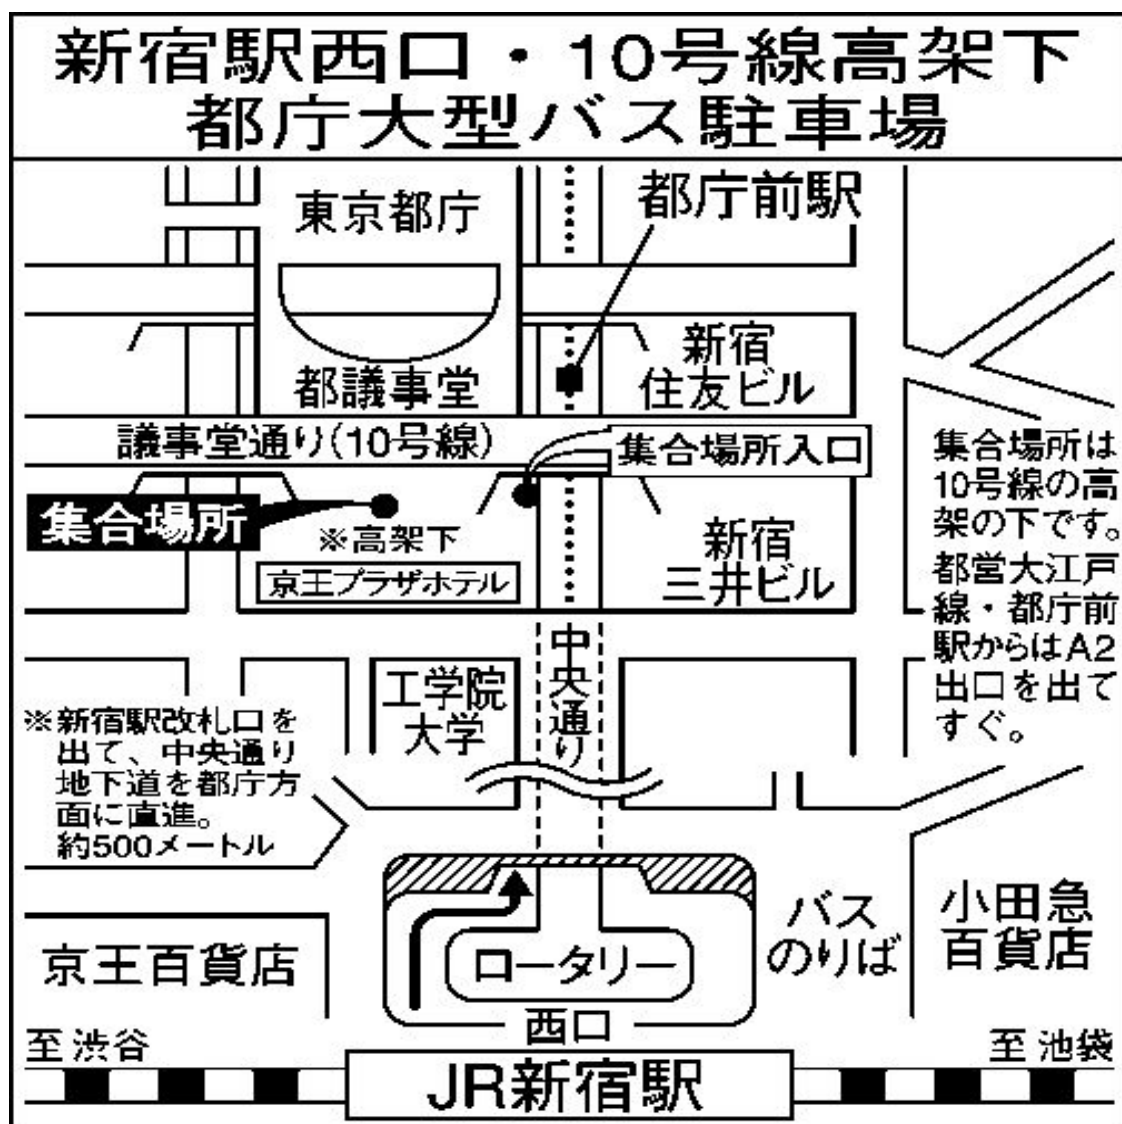 新宿駅西口・10号線高架下
都庁大型バス駐車場
東京都庁
都庁前駅
新宿
住友ビル
都議事堂
議事堂通り(10号線)
集合場所入口
集合場所
※高架下
京王プラザホテル
新宿
三井ビル
集合場所は
10号線の高
架の下です。
都営大江戸
線・都庁前
駅からはA2
出口を出て
すぐ。
中央通り
工学院
大学
※新宿駅改札口を
出て、中央通り
地下道を都庁方
面に直進。
約500メートル
バス
のりば
小田急
百貨店
京王百貨店
ロータリー
西口
至 渋谷
至 池袋
JR新宿駅